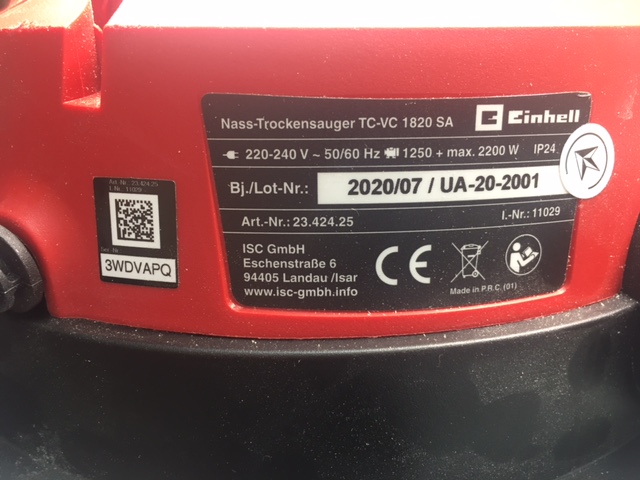 Nass-Trockensauger TC-VC 1820 SA
Einhell
220-240 V ~ 50/60 Hz 1250 + max. 2200 W IP24
Bj./Lot-Nr.: 2020/07 / UA-20-2001
Art.-Nr.: 23.424.25 I.-Nr.: 11029
ISC GmbH
Eschenstraße 6
94405 Landau /Isar
www.isc-gmbh.info
CE
Made in P.R.C. (01)
Art.-Nr.: 23.424.25
I.-Nr.: 11029
3WDVAPQ